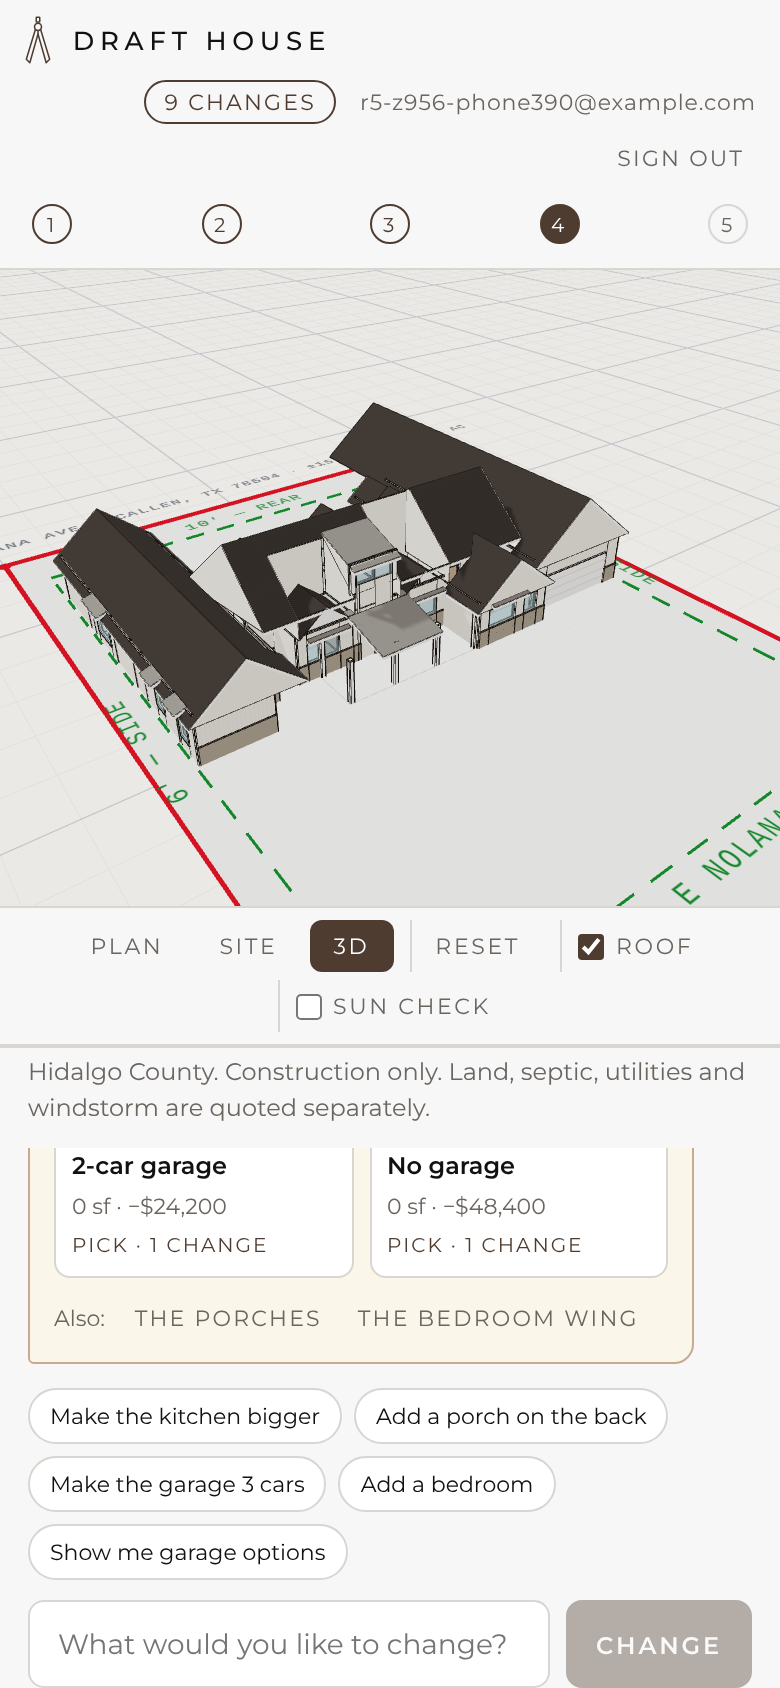 DRAFT HOUSE
9 CHANGES
r5-z956-phone390@example.com
SIGN OUT
1
2
3
4
5
TX 78504
10' — REAR
SIDE
SIDE
E NOLANA
PLAN
SITE
3D
RESET
ROOF
SUN CHECK
Hidalgo County. Construction only. Land, septic, utilities and
windstorm are quoted separately.
2-car garage
0 sf · −$24,200
PICK · 1 CHANGE
No garage
0 sf · −$48,400
PICK · 1 CHANGE
Also: THE PORCHES THE BEDROOM WING
Make the kitchen bigger
Add a porch on the back
Make the garage 3 cars
Add a bedroom
Show me garage options
What would you like to change?
CHANGE